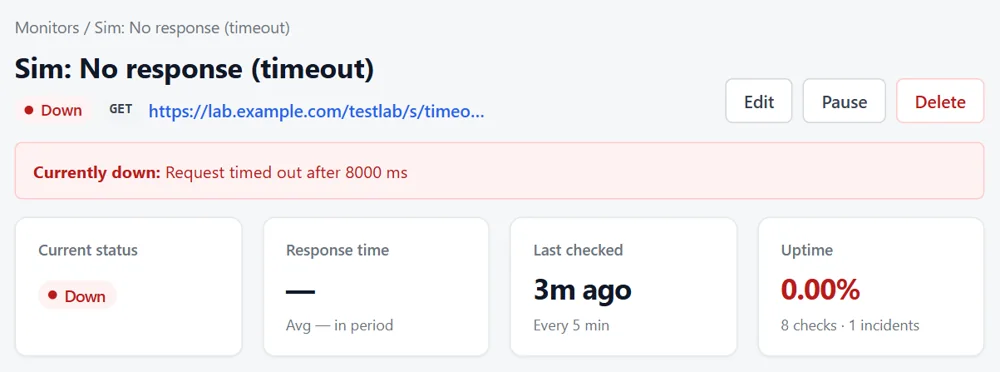 Monitors / Sim: No response (timeout)
Sim: No response (timeout)
Down GET https://lab.example.com/testlab/s/timeo...
Edit Pause Delete
Currently down: Request timed out after 8000 ms
Current status
Down
Response time
—
Avg — in period
Last checked
3m ago
Every 5 min
Uptime
0.00%
8 checks · 1 incidents